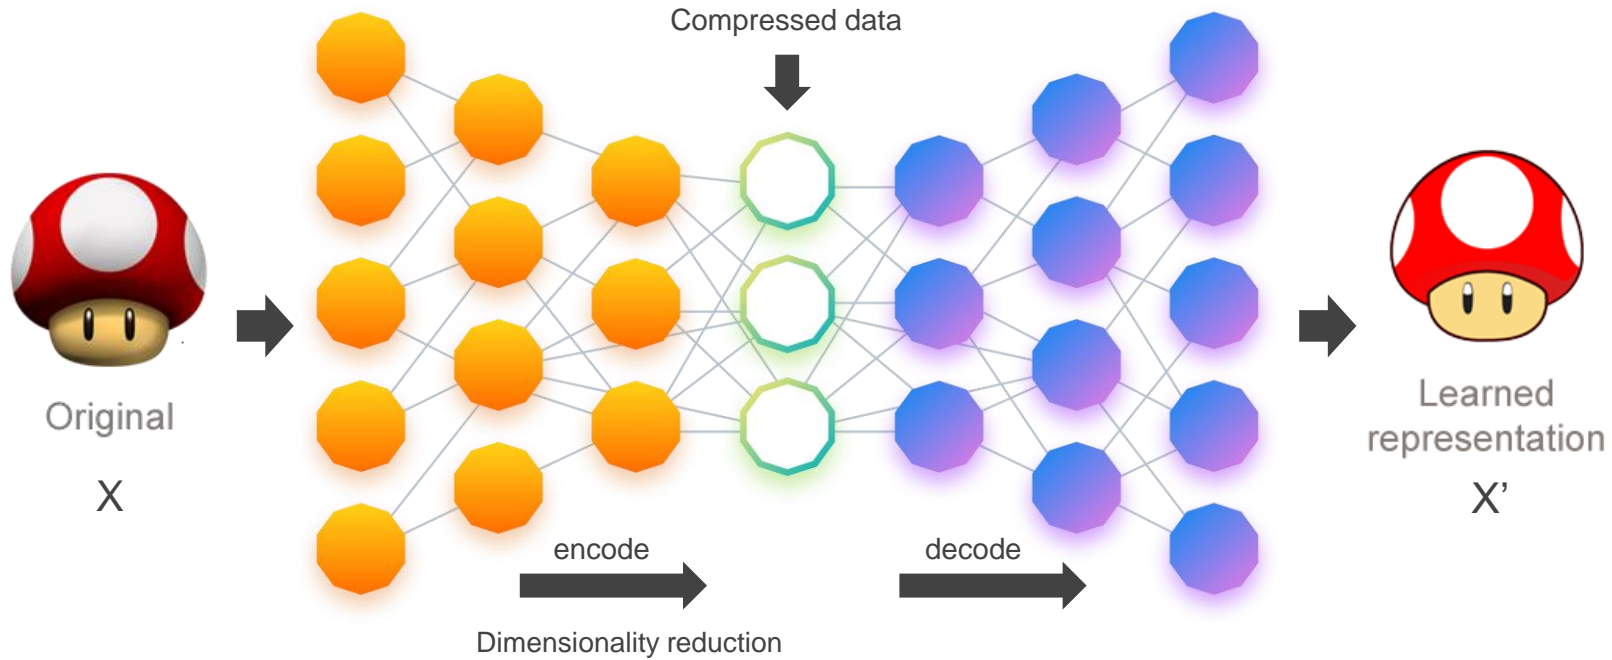 Compressed data
Original
X
encode
decode
Dimensionality reduction
Learned
representation
X’